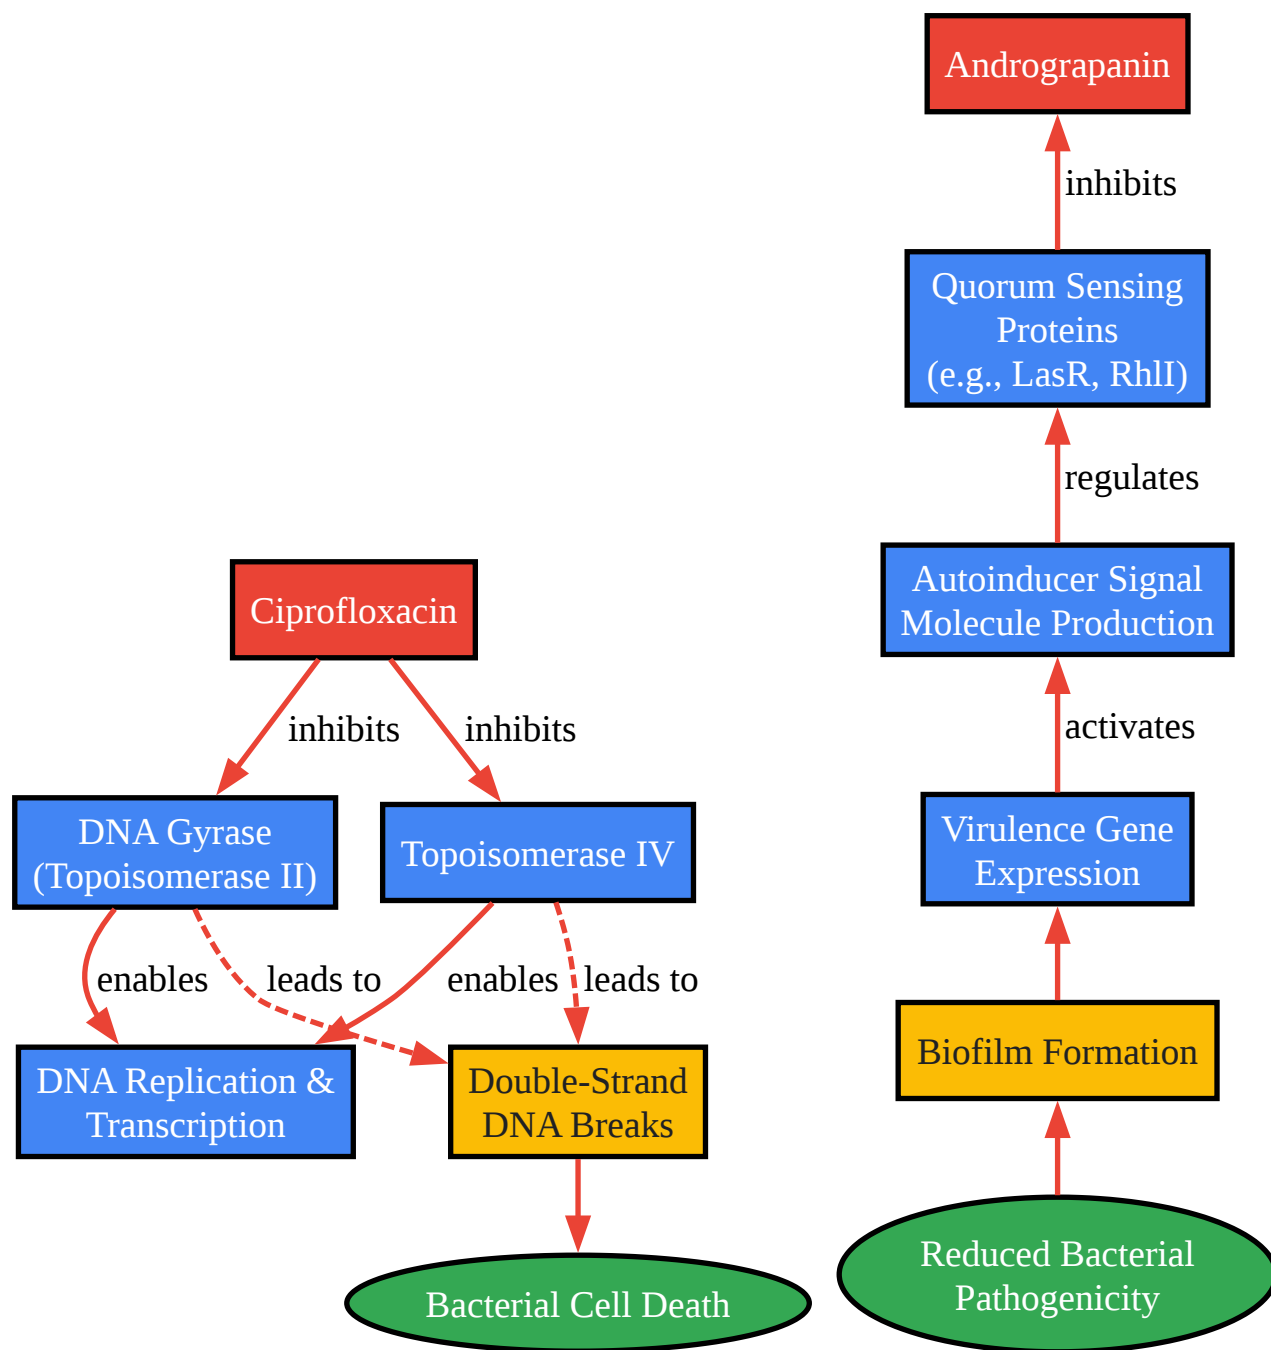 Andrograpanin
inhibits
Quorum Sensing
Proteins
(e.g., LasR, RhlI)
regulates
Autoinducer Signal
Molecule Production
activates
Virulence Gene
Expression
Biofilm Formation
Reduced Bacterial
Pathogenicity
Ciprofloxacin
inhibits
inhibits
DNA Gyrase
(Topoisomerase II)
Topoisomerase IV
enables
leads to
enables
leads to
DNA Replication &
Transcription
Double-Strand
DNA Breaks
Bacterial Cell Death